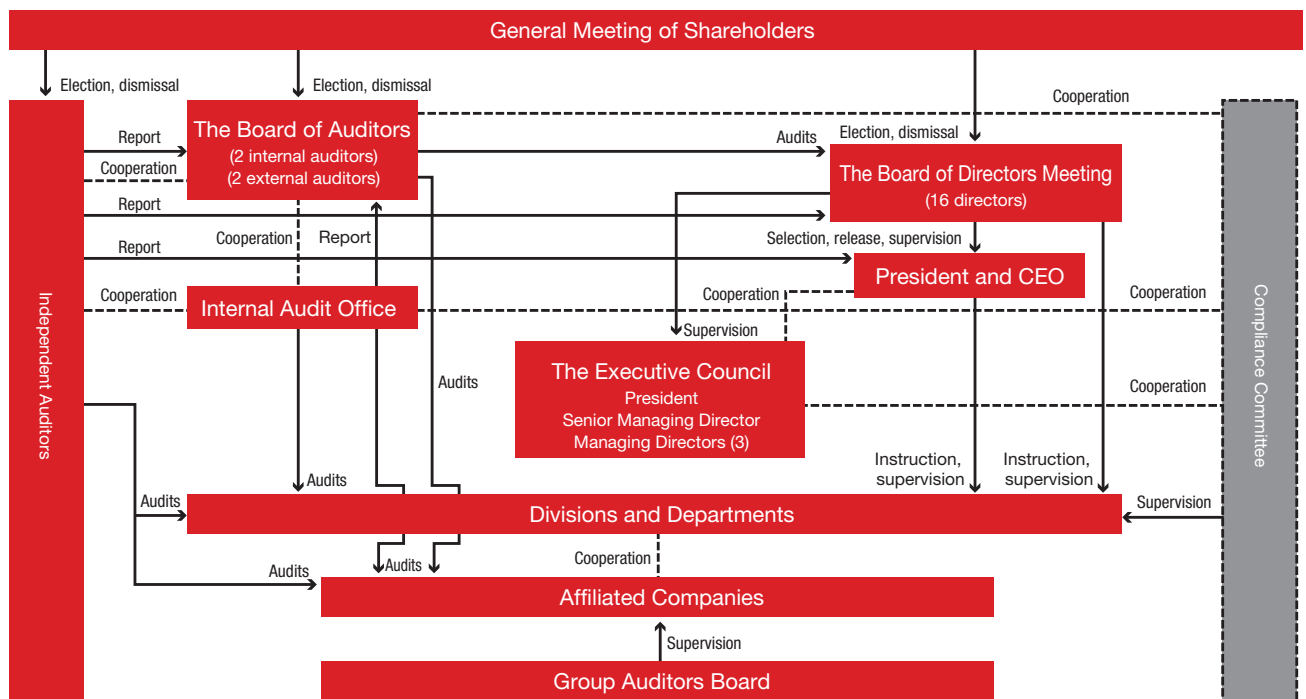 General Meeting of Shareholders
Election, dismissal
Election, dismissal
Cooperation
The Board of Auditors
(2 internal auditors)
(2 external auditors)
Report
Cooperation
Audits
Election, dismissal
The Board of Directors Meeting
(16 directors)
Report
Cooperation
Report
Selection, release, supervision
Report
President and CEO
Cooperation
Internal Audit Office
Cooperation
Cooperation
Independent Auditors
Compliance Committee
Supervision
The Executive Council
President
Senior Managing Director
Managing Directors (3)
Audits
Cooperation
Instruction,
supervision
Instruction,
supervision
Audits
Audits
Divisions and Departments
Supervision
Cooperation
Audits
Audits
Affiliated Companies
Supervision
Group Auditors Board